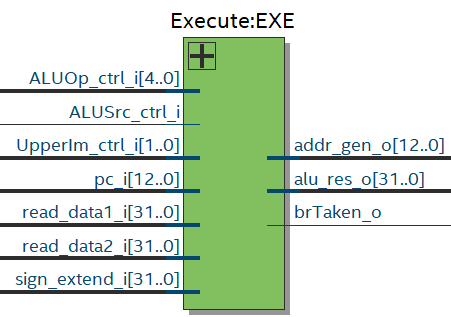 Execute:EXE
ALUOp_ctrl_i[4..0]
ALUSrc_ctrl_i
UpperIm_ctrl_i[1..0]
pc_i[12..0]
read_data1_i[31..0]
read_data2_i[31..0]
sign_extend_i[31..0]
addr_gen_o[12..0]
alu_res_o[31..0]
brTaken_o